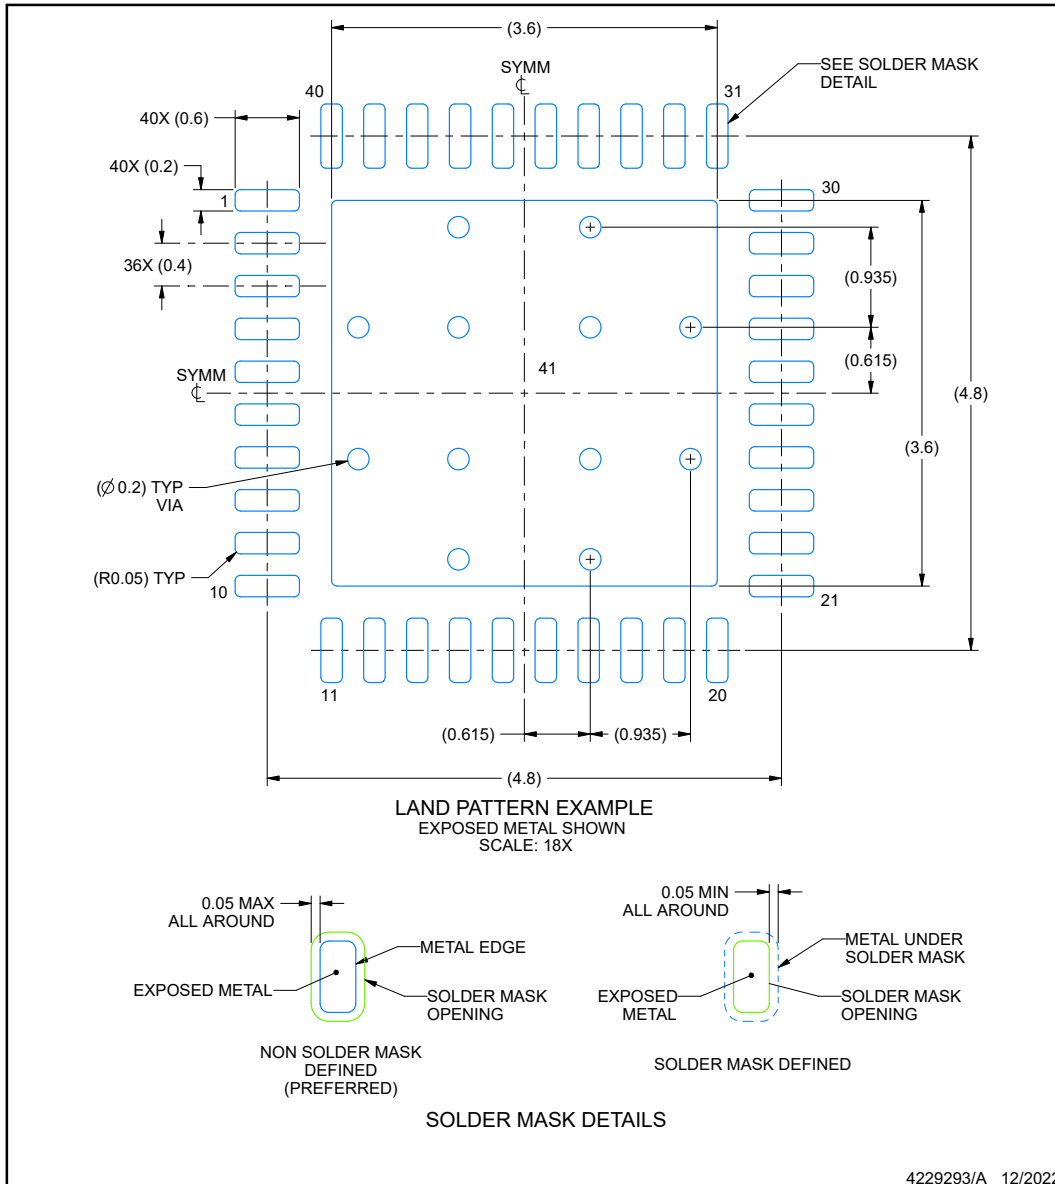 (3.6)
SYMM
℄
SEE SOLDER MASK
DETAIL
40
31
40X (0.6)
40X (0.2)
1
30
36X (0.4)
(0.935)
(0.615)
41
SYMM
℄
(4.8)
(3.6)
(Ø 0.2) TYP
VIA
(R0.05) TYP
10
21
11
20
(0.615)
(0.935)
(4.8)
LAND PATTERN EXAMPLE
EXPOSED METAL SHOWN
SCALE: 18X
0.05 MAX
ALL AROUND
METAL EDGE
EXPOSED METAL
SOLDER MASK
OPENING
NON SOLDER MASK
DEFINED
(PREFERRED)
0.05 MIN
ALL AROUND
METAL UNDER
SOLDER MASK
EXPOSED
METAL
SOLDER MASK
OPENING
SOLDER MASK DEFINED
SOLDER MASK DETAILS
4229293/A 12/2022